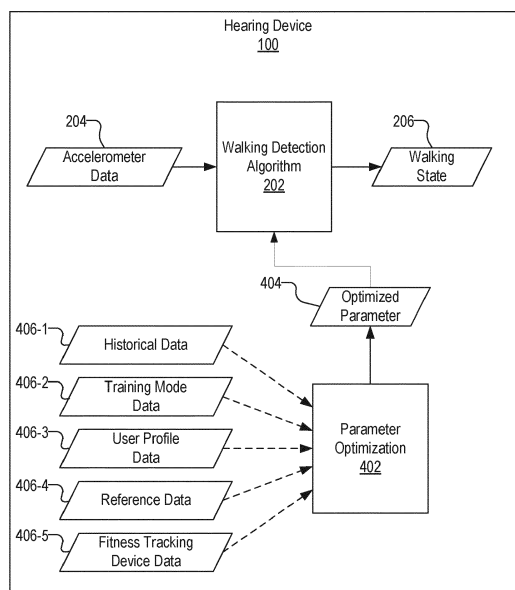 Hearing Device
100
204
206
Accelerometer
Data
Walking Detection
Algorithm
202
Walking
State
404
Optimized
Parameter
406-1
Historical Data
406-2
Training Mode
Data
406-3
User Profile
Data
406-4
Reference Data
406-5
Fitness Tracking
Device Data
Parameter
Optimization
402